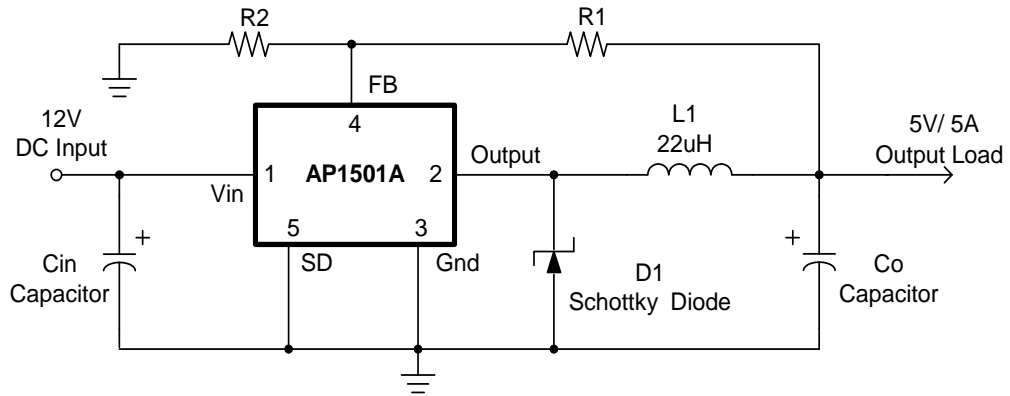 R2
R1
FB
4
12V
DC Input
L1
22uH
5V/ 5A
Output Load
Vin
1
AP1501A
2
Output
5
3
SD
Gnd
+
Cin
Capacitor
D1
Schottky Diode
+
Co
Capacitor